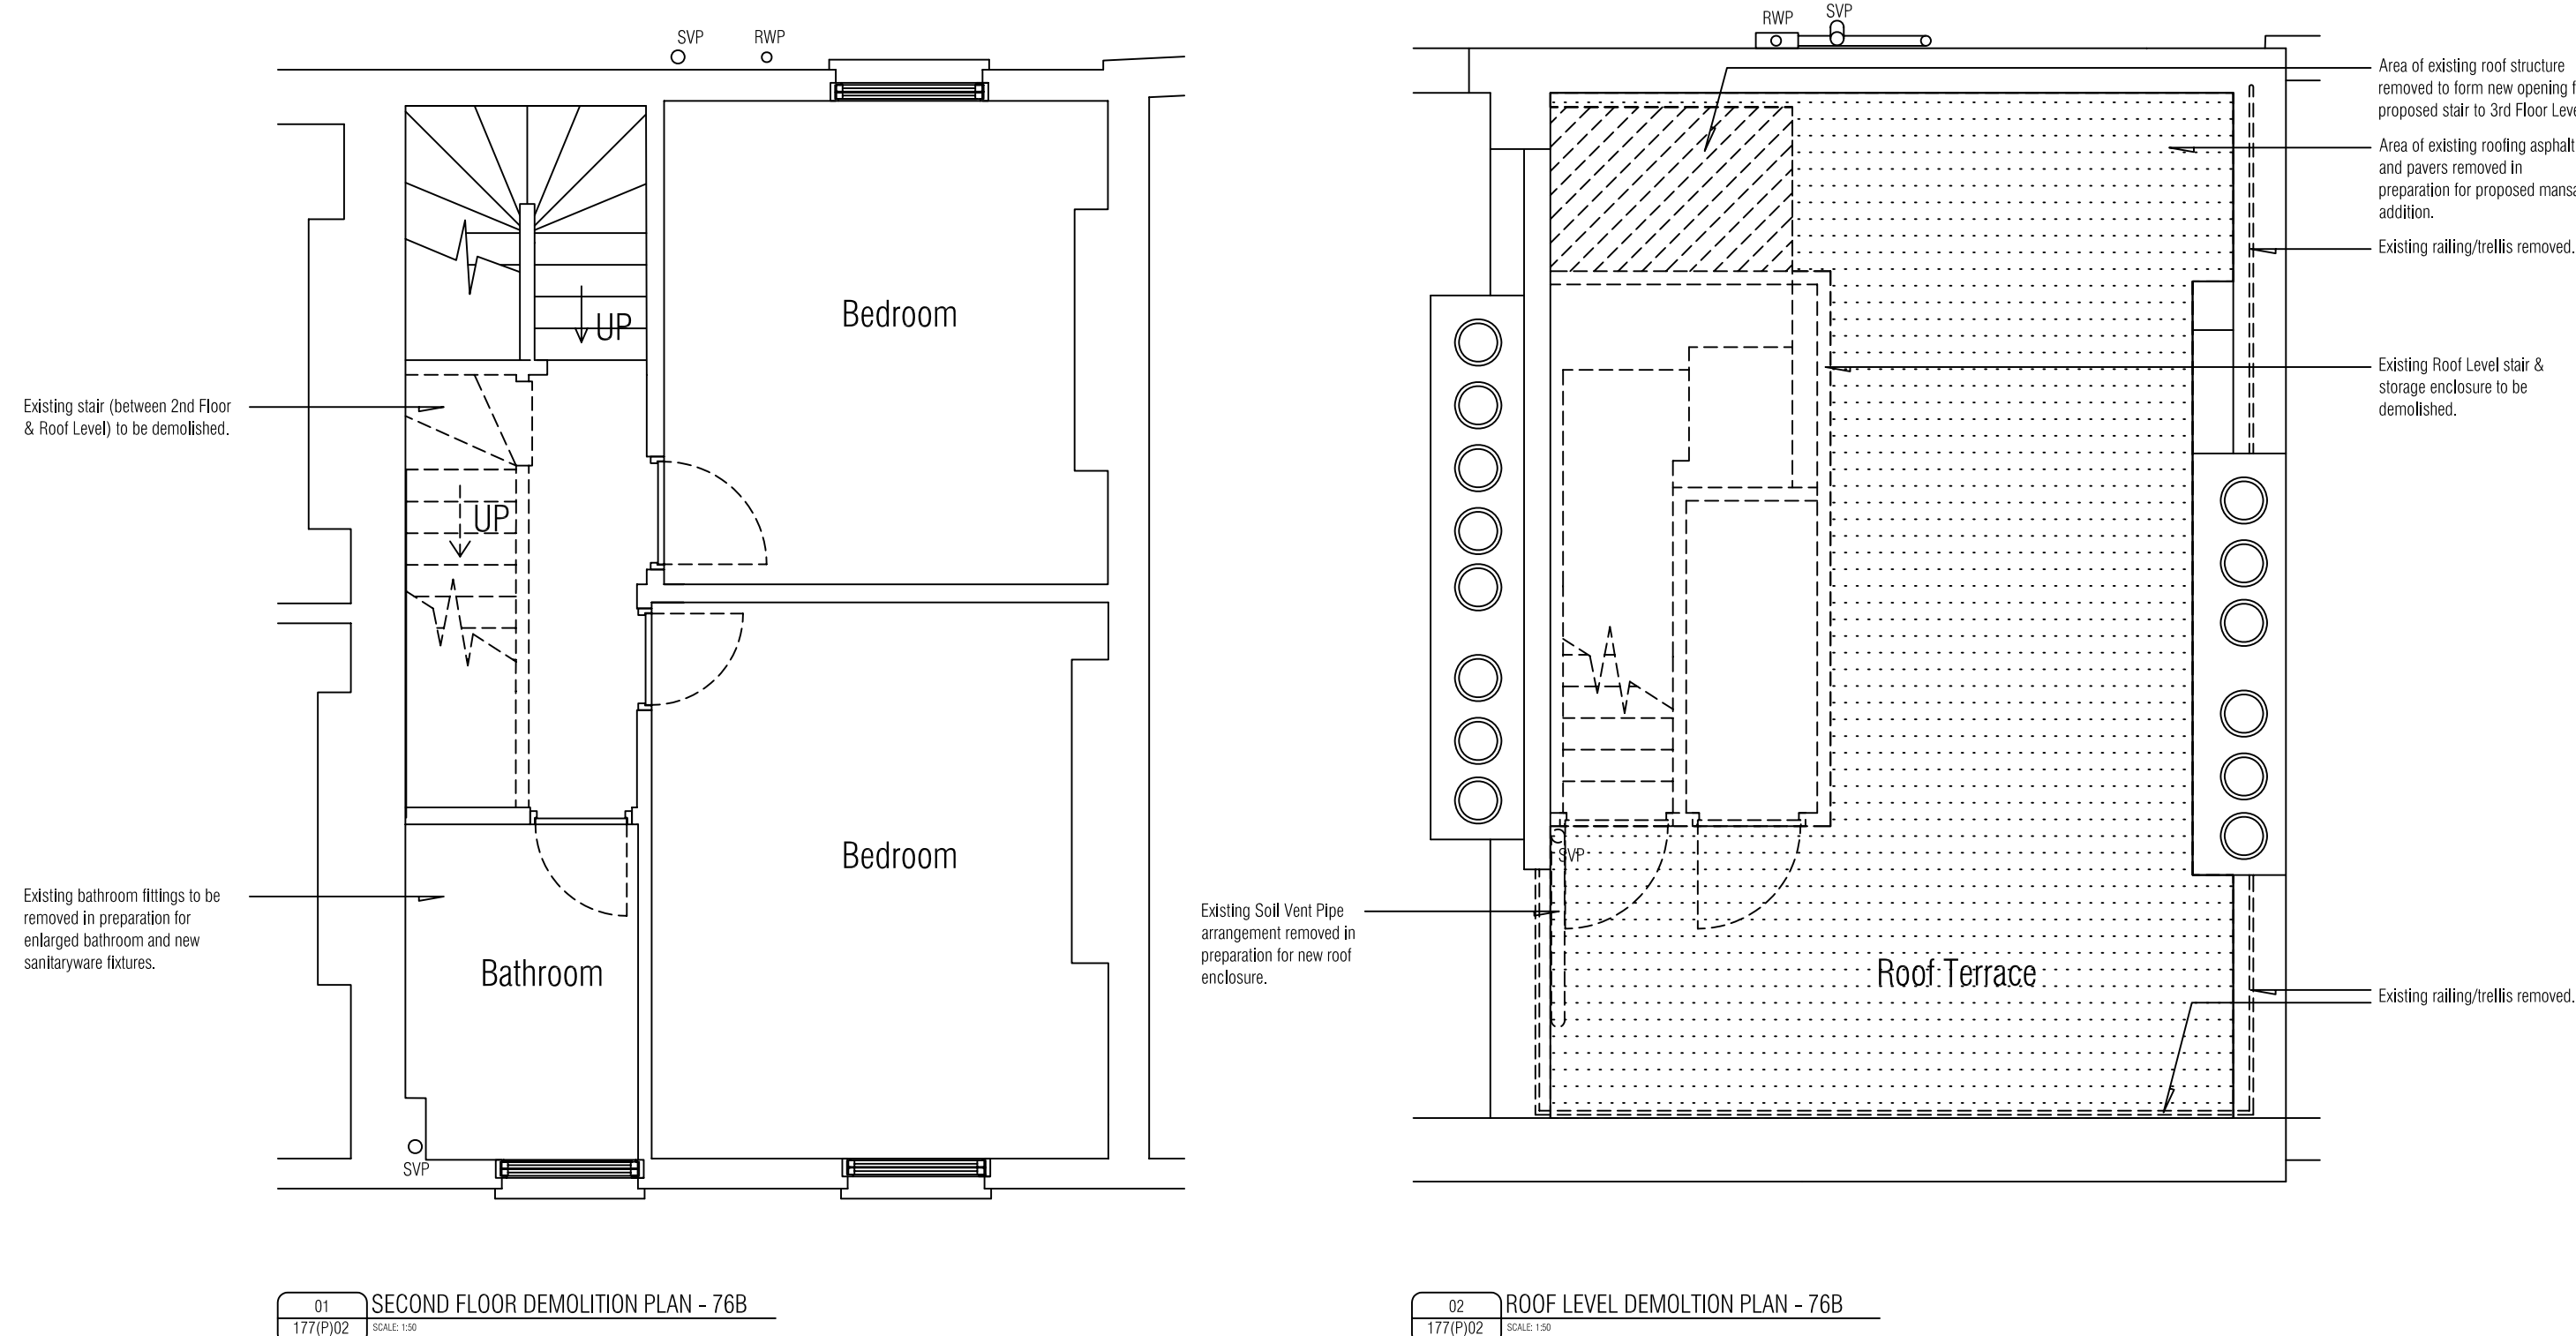 SVP
RWP
Bedroom
UP
Existing stair (between 2nd Floor
& Roof Level) to be demolished.
UP
Bedroom
Existing bathroom fittings to be
removed in preparation for
enlarged bathroom and new
sanitaryware fixtures.
Bathroom
SVP
01
177(P)02
SECOND FLOOR DEMOLITION PLAN - 76B
SCALE: 1:50
RWP
SVP
Area of existing roof structure
removed to form new opening
proposed stair to 3rd Floor
Area of existing roofing asphalt
and pavers removed in
preparation for proposed
addition.
Existing railing/trellis removed.
Existing Roof Level stair &
storage enclosure to be
demolished.
SVP
Existing Soil Vent Pipe
arrangement removed in
preparation for new roof
enclosure.
Roof Terrace
Existing railing/trellis removed.
02
177(P)02
ROOF LEVEL DEMOLTION PLAN - 76B
SCALE: 1:50